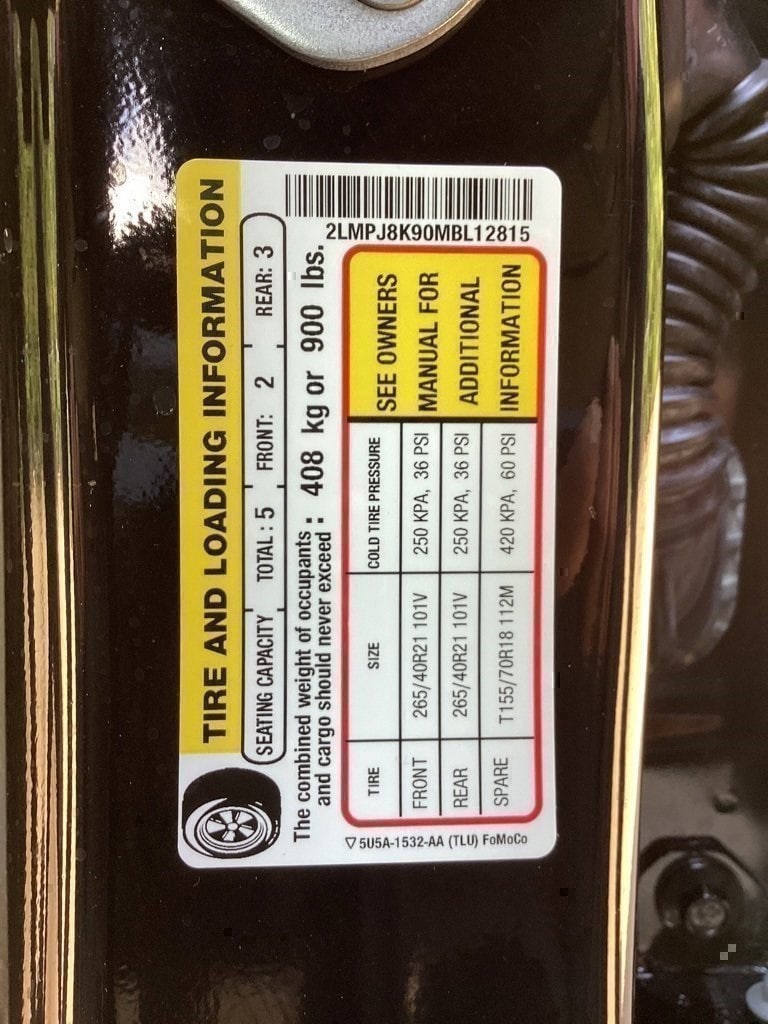 TIRE AND LOADING INFORMATION
SEATING CAPACITY TOTAL : 5 FRONT: 2 REAR: 3
The combined weight of occupants
and cargo should never exceed : 408 kg or 900 lbs.
2LMPJ8K90MBL12815
TIRE SIZE COLD TIRE PRESSURE
FRONT 265/40R21 101V 250 KPA, 36 PSI
REAR 265/40R21 101V 250 KPA, 36 PSI
SPARE T155/70R18 112M 420 KPA, 60 PSI
SEE OWNERS
MANUAL FOR
ADDITIONAL
INFORMATION
5U5A-1532-AA (TLU) FoMoCo